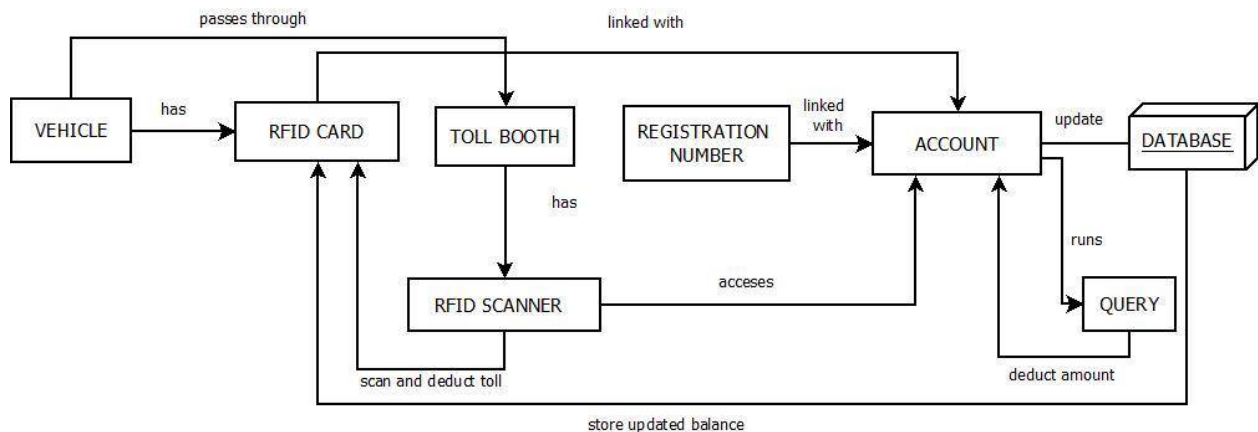 passes through
linked with
VEHICLE
has
RFID CARD
TOLL BOOTH
REGISTRATION
NUMBER
linked
with
ACCOUNT
update
DATABASE
has
runs
RFID SCANNER
acceses
QUERY
scan and deduct toll
deduct amount
store updated balance